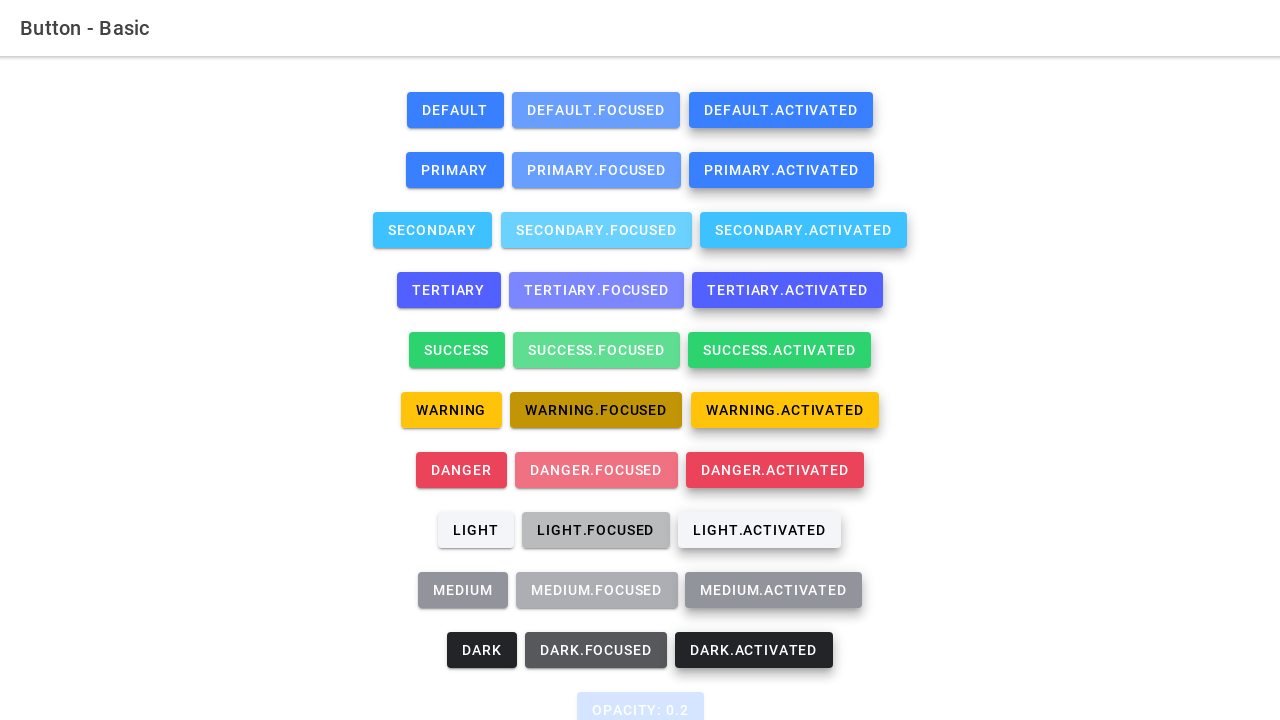 Button - Basic
DEFAULT DEFAULT.FOCUSED DEFAULT.ACTIVATED
PRIMARY PRIMARY.FOCUSED PRIMARY.ACTIVATED
SECONDARY SECONDARY.FOCUSED SECONDARY.ACTIVATED
TERTIARY TERTIARY.FOCUSED TERTIARY.ACTIVATED
SUCCESS SUCCESS.FOCUSED SUCCESS.ACTIVATED
WARNING WARNING.FOCUSED WARNING.ACTIVATED
DANGER DANGER.FOCUSED DANGER.ACTIVATED
LIGHT LIGHT.FOCUSED LIGHT.ACTIVATED
MEDIUM MEDIUM.FOCUSED MEDIUM.ACTIVATED
DARK DARK.FOCUSED DARK.ACTIVATED
OPACITY: 0.2